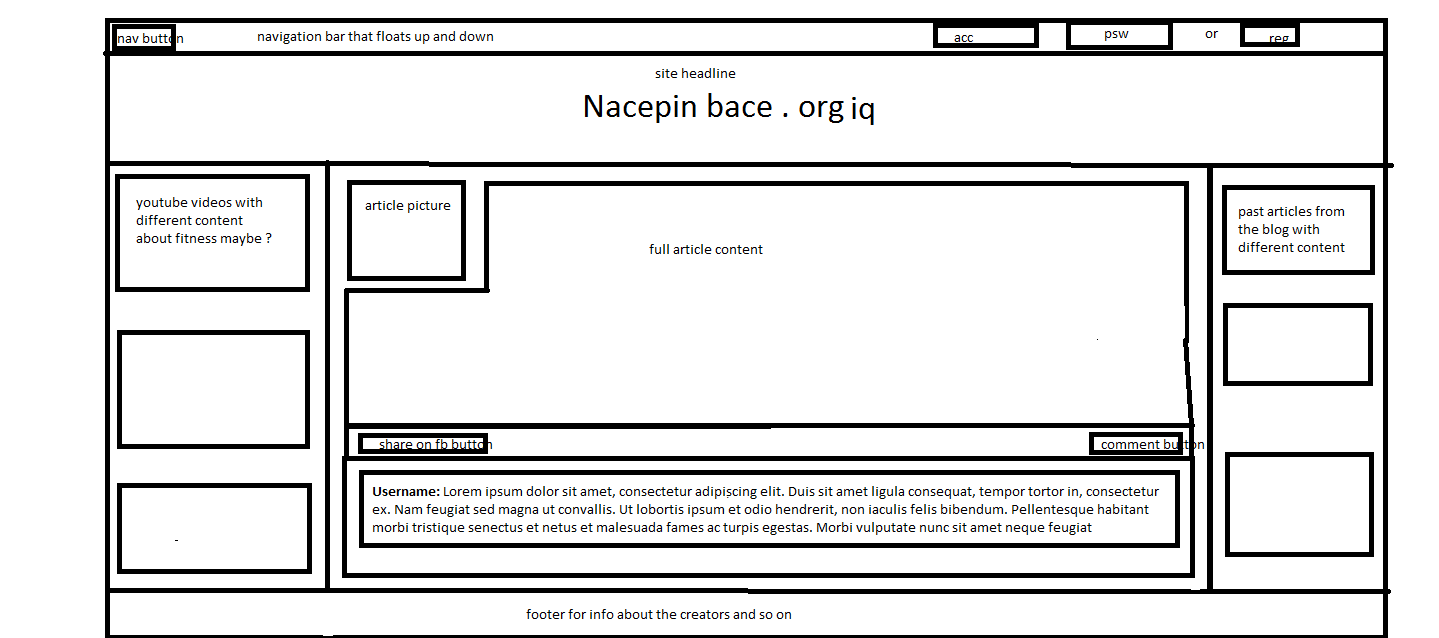 nav button
navigation bar that floats up and down
acc
psw
or
reg
site headline
Nacepin bace . org iq
youtube videos with
different content
about fitness maybe ?
article picture
full article content
past articles from
the blog with
different content
share on fb button
comment button
Username: Lorem ipsum dolor sit amet, consectetur adipiscing elit. Duis sit amet ligula consequat, tempor tortor in, consectetur
ex. Nam feugiat sed magna ut convallis. Ut lobortis ipsum et odio hendrerit, non iaculis felis bibendum. Pellentesque habitant
morbi tristique senectus et netus et malesuada fames ac turpis egestas. Morbi vulputate nunc sit amet neque feugiat
footer for info about the creators and so on